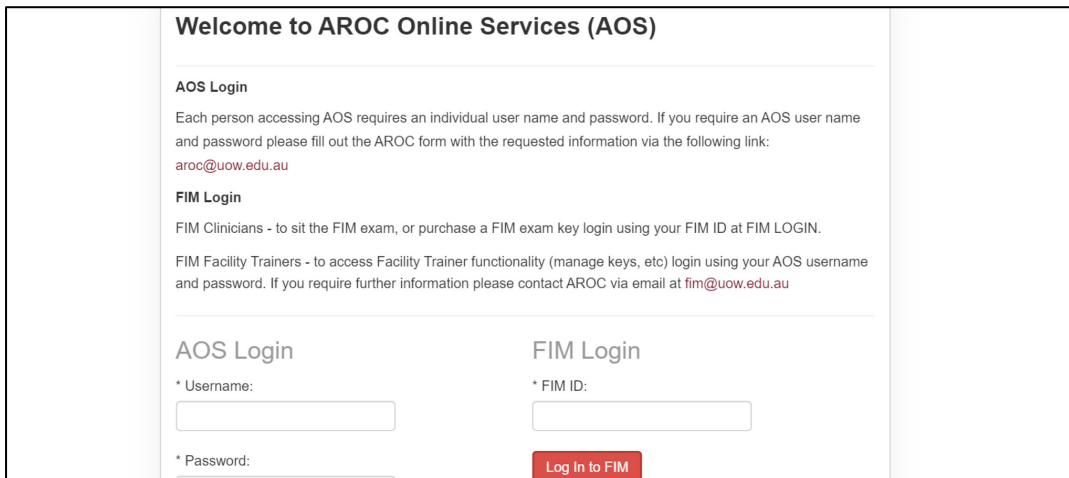 Welcome to AROC Online Services (AOS)
AOS Login
Each person accessing AOS requires an individual user name and password. If you require an AOS user name
and password please fill out the AROC form with the requested information via the following link:
aroc@uow.edu.au
FIM Login
FIM Clinicians - to sit the FIM exam, or purchase a FIM exam key login using your FIM ID at FIM LOGIN.
FIM Facility Trainers - to access Facility Trainer functionality (manage keys, etc) login using your AOS username
and password. If you require further information please contact AROC via email at fim@uow.edu.au
AOS Login
* Username:
* Password:
FIM Login
* FIM ID:
Log In to FIM